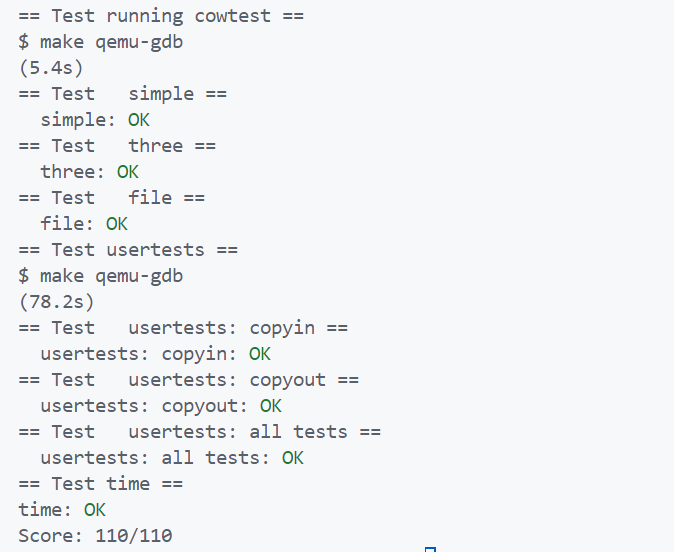 == Test running cowtest ==
$ make qemu-gdb
(5.4s)
== Test   simple ==
  simple: OK
== Test   three ==
  three: OK
== Test   file ==
  file: OK
== Test usertests ==
$ make qemu-gdb
(78.2s)
== Test   usertests: copyin ==
  usertests: copyin: OK
== Test   usertests: copyout ==
  usertests: copyout: OK
== Test   usertests: all tests ==
  usertests: all tests: OK
== Test time ==
time: OK
Score: 110/110